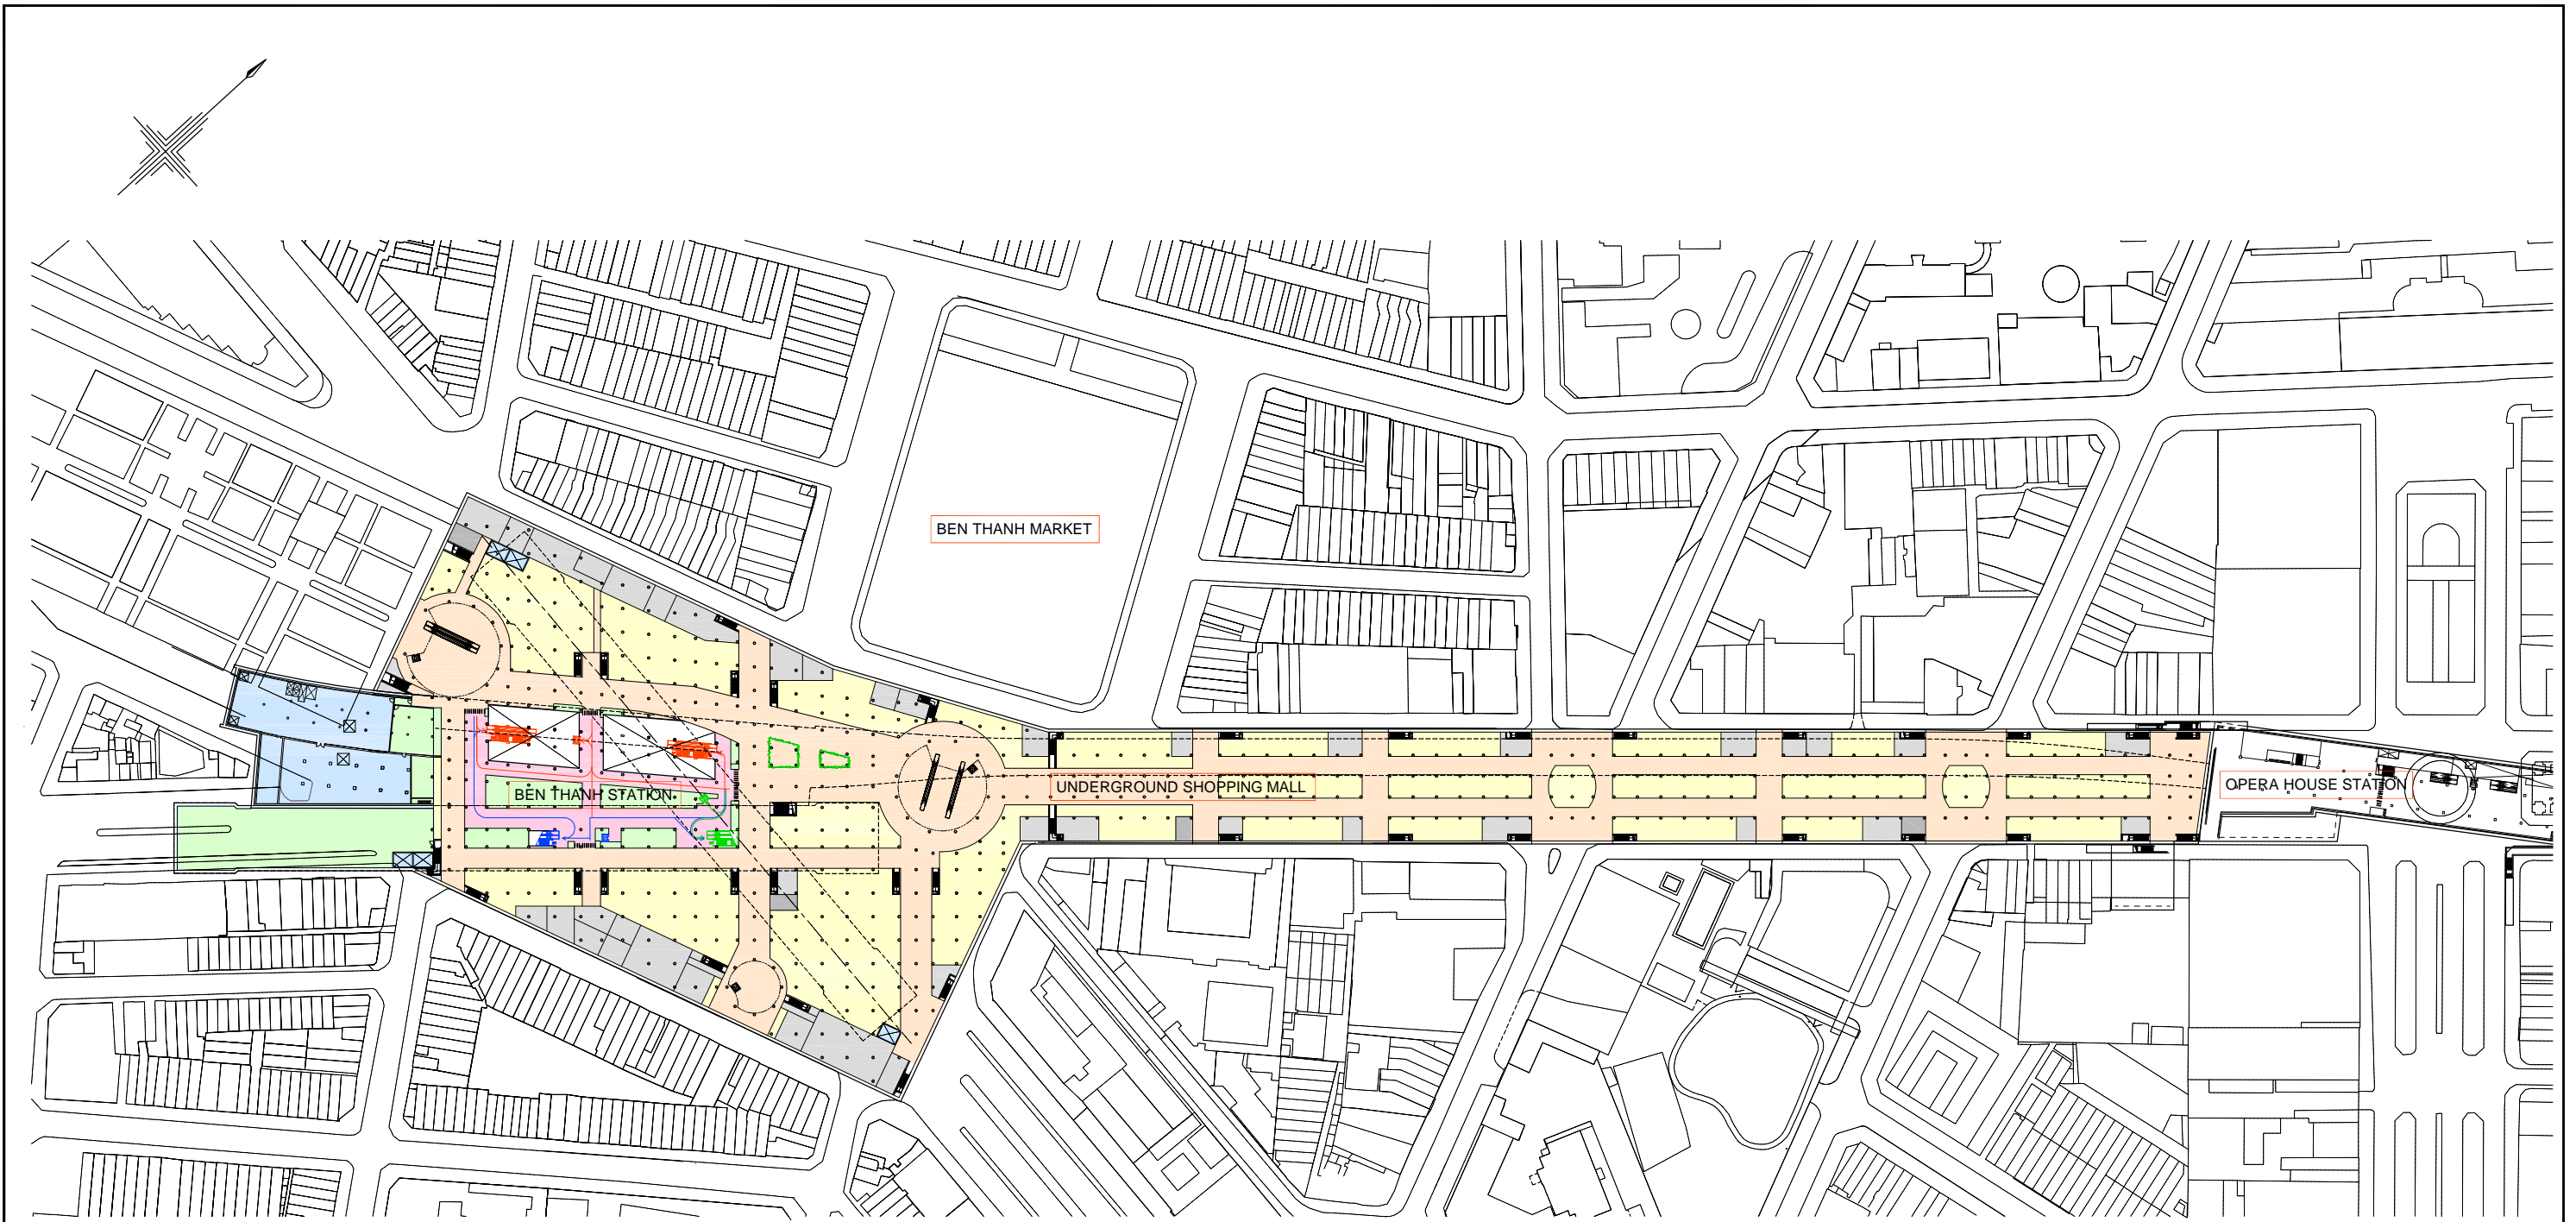 BEN THANH MARKET
BEN THANH STATION
UNDERGROUND SHOPPING MALL
OPERA HOUSE STATION